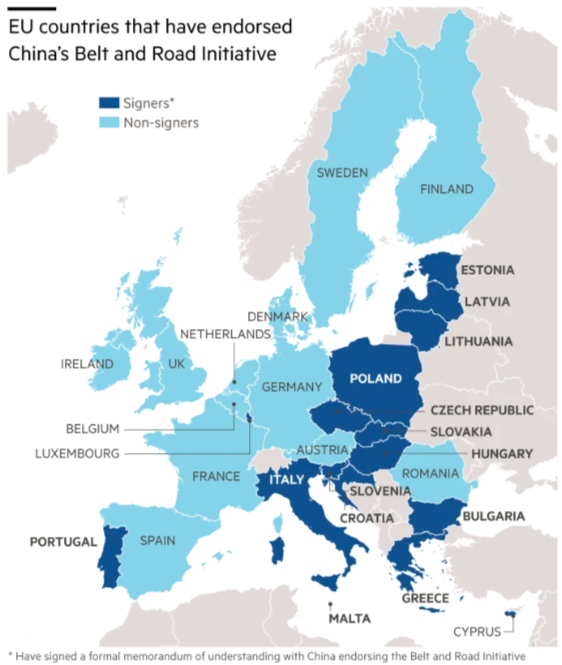 EU countries that have endorsed
China's Belt and Road Initiative
Signers*
Non-signers
SWEDEN
FINLAND
ESTONIA
LATVIA
LITHUANIA
DENMARK
NETHERLANDS
IRELAND
UK
GERMANY
POLAND
CZECH REPUBLIC
BELGIUM
SLOVAKIA
LUXEMBOURG
AUSTRIA
HUNGARY
FRANCE
ITALY
ROMANIA
SLOVENIA
CROATIA
BULGARIA
PORTUGAL
SPAIN
GREECE
MALTA
CYPRUS
* Have signed a formal memorandum of understanding with China endorsing the Belt and Road Initiative